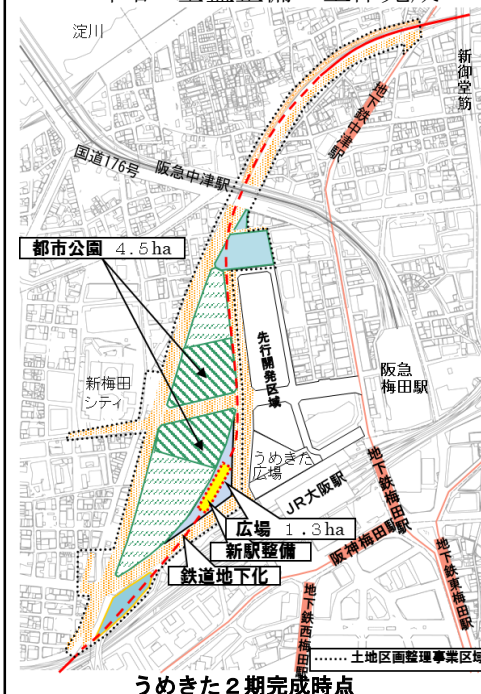 淀川
新御堂筋
地下鉄中津駅
国道176号
阪急中津駅
都市公園 4.5ha
先行開発区域
阪急
梅田駅
新梅田
シティ
うめきた
広場
JR大阪駅
地下鉄梅田駅
広場 1.3ha
新駅整備
阪神梅田駅
鉄道地下化
地下鉄東梅田駅
地下鉄西梅田駅
土地区画整理事業区域
うめきた2期完成時点